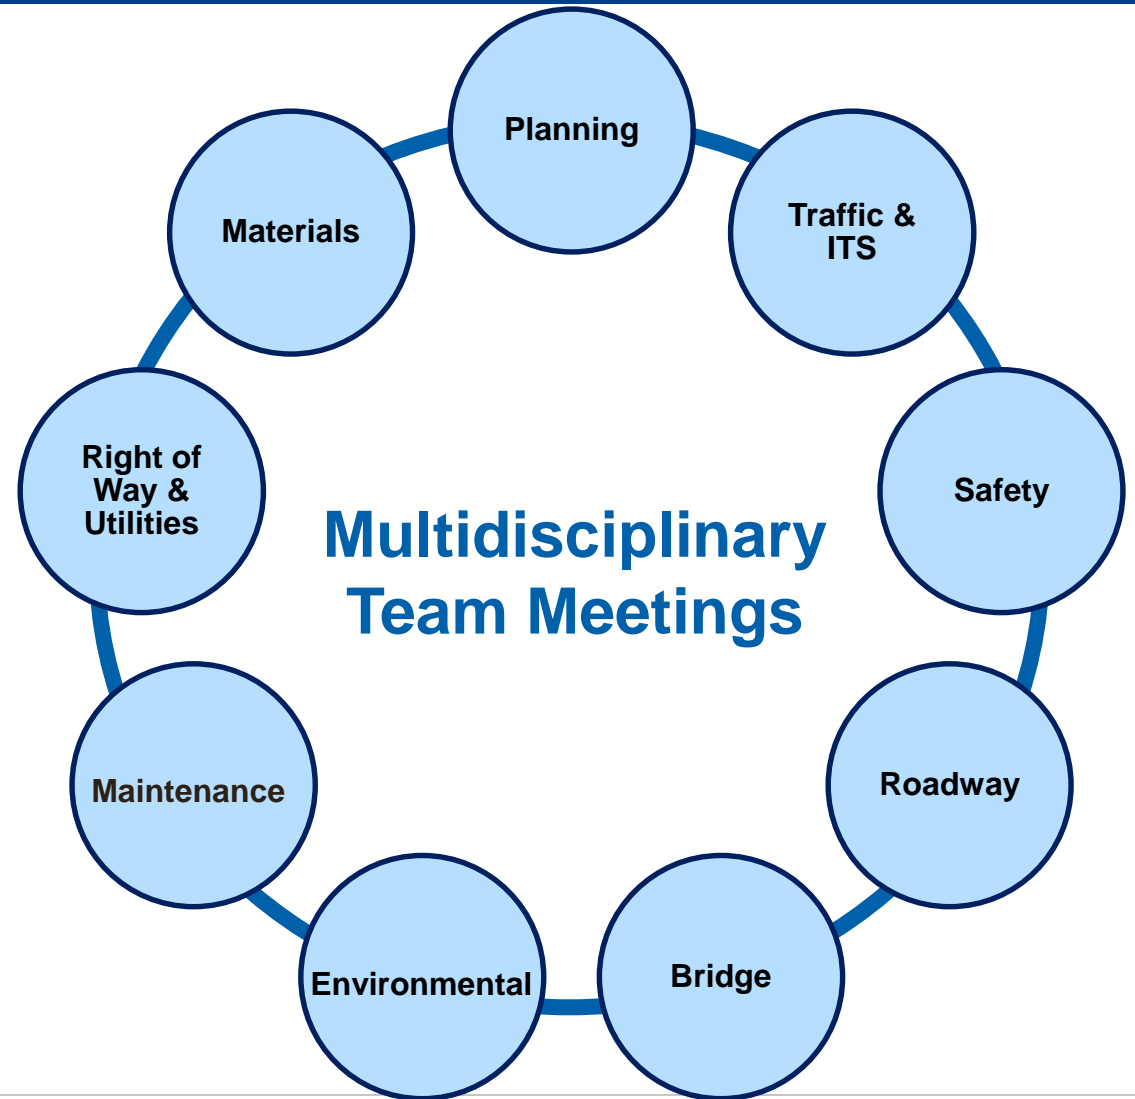 Planning
Traffic &
ITS
Safety
Roadway
Bridge
Environmental
Maintenance
Right of
Way &
Utilities
Materials
Multidisciplinary
Team Meetings